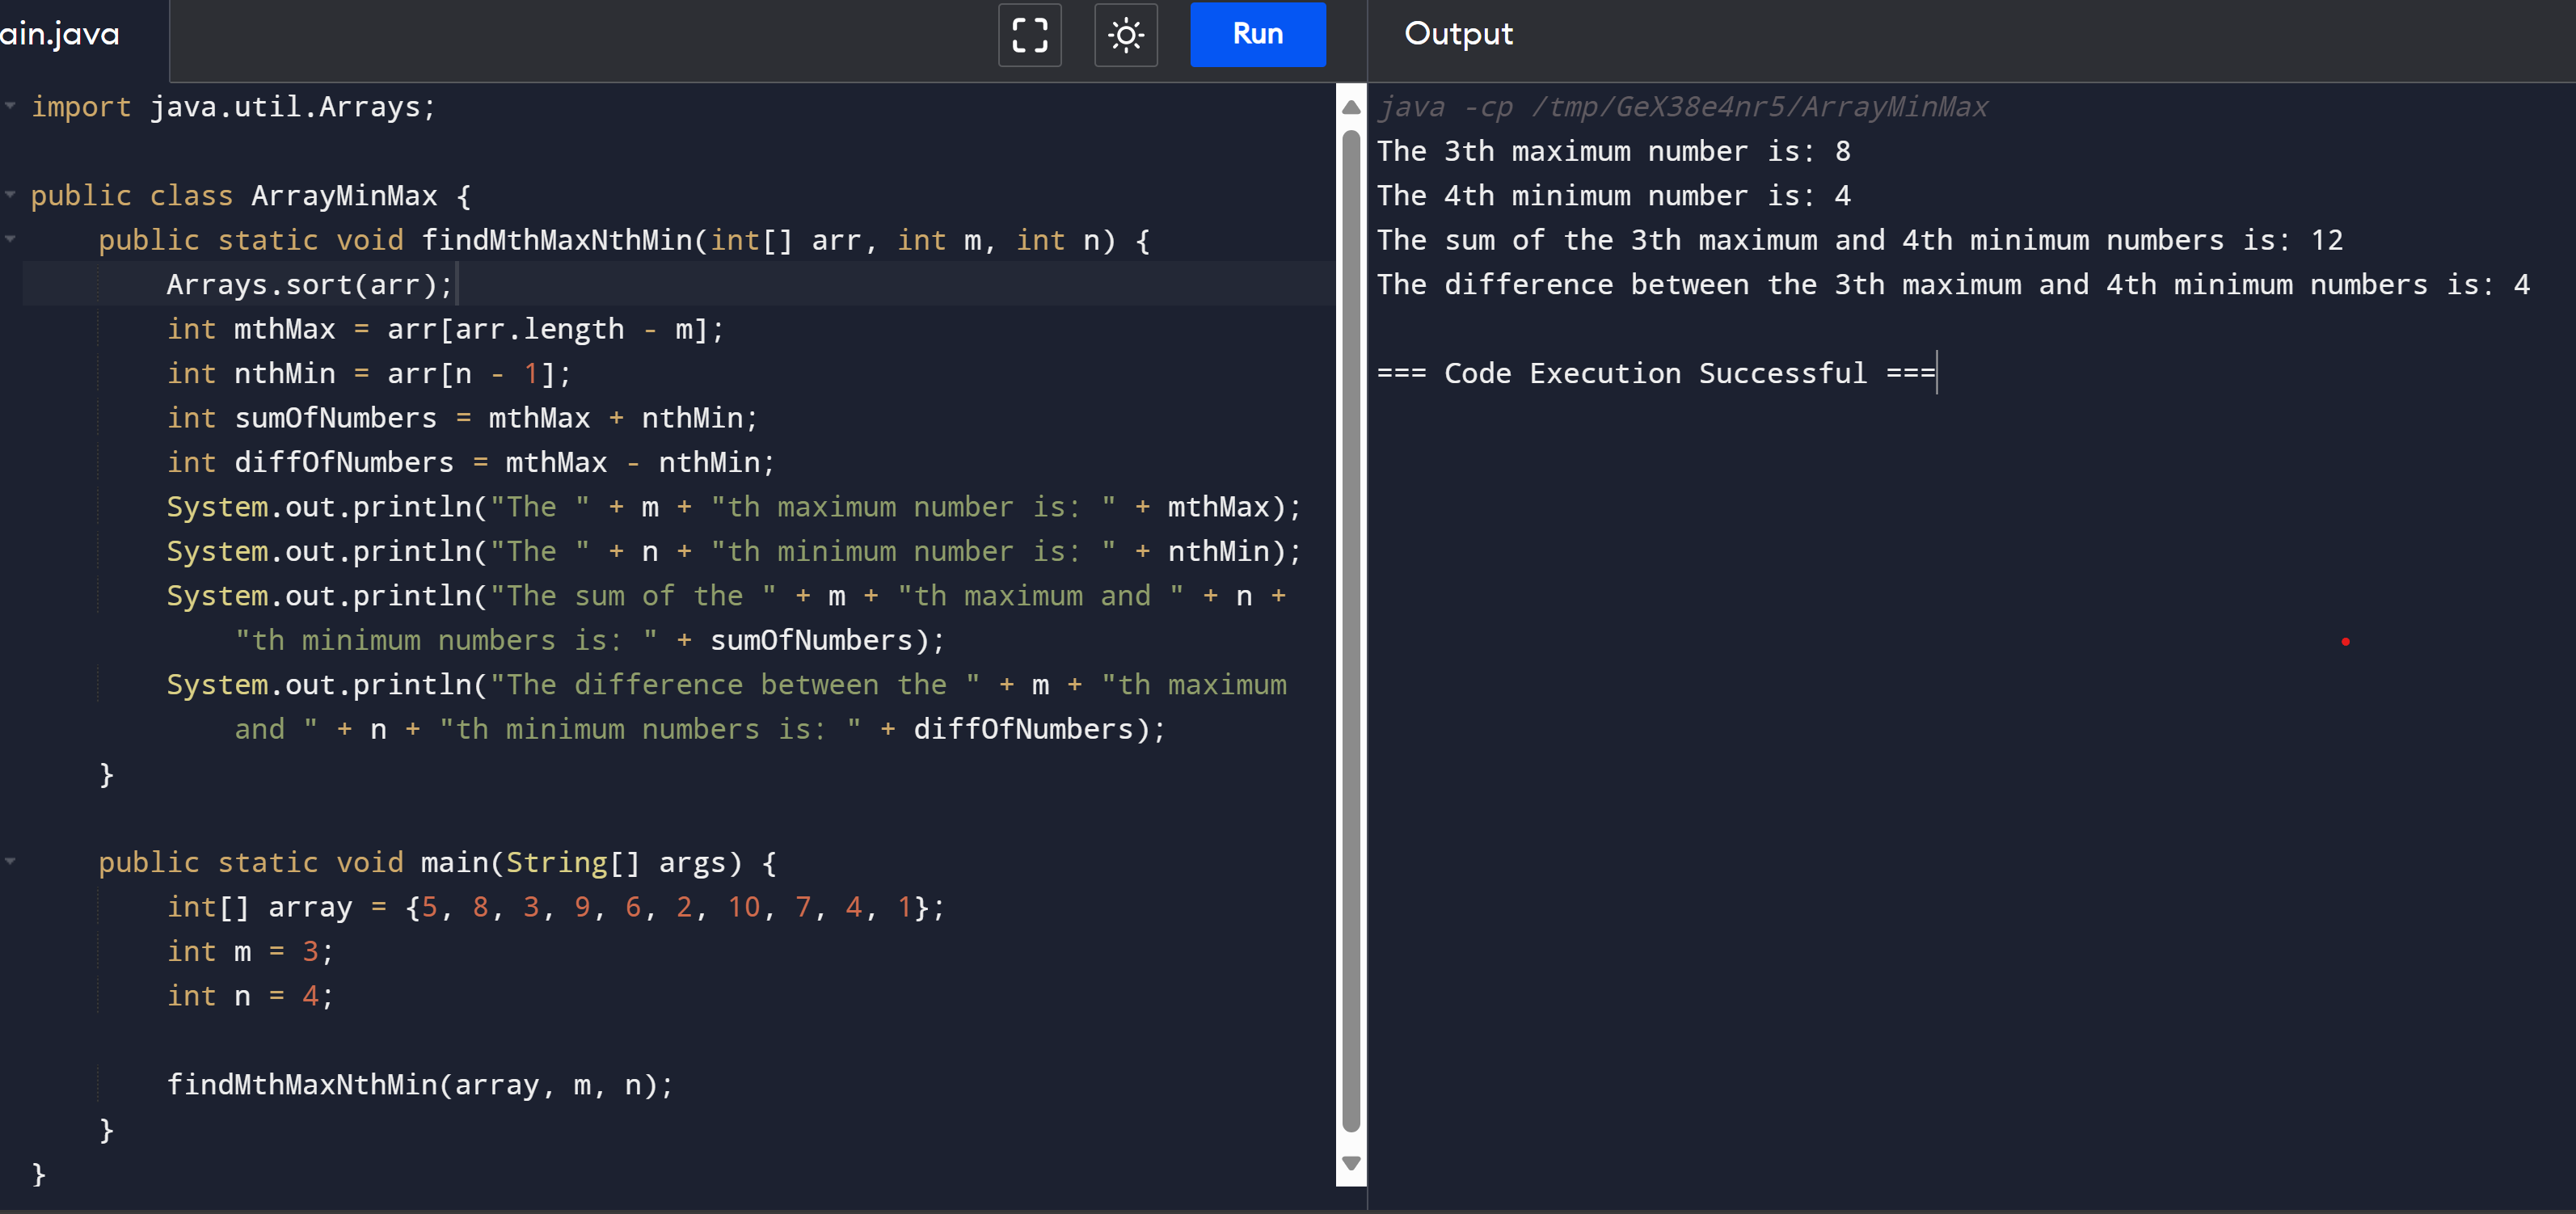 ain.java
Run
Output
import java.util.Arrays;
public class ArrayMinMax {
    public static void findMthMaxNthMin(int[] arr, int m, int n) {
        Arrays.sort(arr);
        int mthMax = arr[arr.length - m];
        int nthMin = arr[n - 1];
        int sumOfNumbers = mthMax + nthMin;
        int diffOfNumbers = mthMax - nthMin;
        System.out.println("The " + m + "th maximum number is: " + mthMax);
        System.out.println("The " + n + "th minimum number is: " + nthMin);
        System.out.println("The sum of the " + m + "th maximum and " + n +
            "th minimum numbers is: " + sumOfNumbers);
        System.out.println("The difference between the " + m + "th maximum
            and " + n + "th minimum numbers is: " + diffOfNumbers);
    }
    public static void main(String[] args) {
        int[] array = {5, 8, 3, 9, 6, 2, 10, 7, 4, 1};
        int m = 3;
        int n = 4;
        findMthMaxNthMin(array, m, n);
    }
}
java -cp /tmp/GeX38e4nr5/ArrayMinMax
The 3th maximum number is: 8
The 4th minimum number is: 4
The sum of the 3th maximum and 4th minimum numbers is: 12
The difference between the 3th maximum and 4th minimum numbers is: 4
=== Code Execution Successful ===